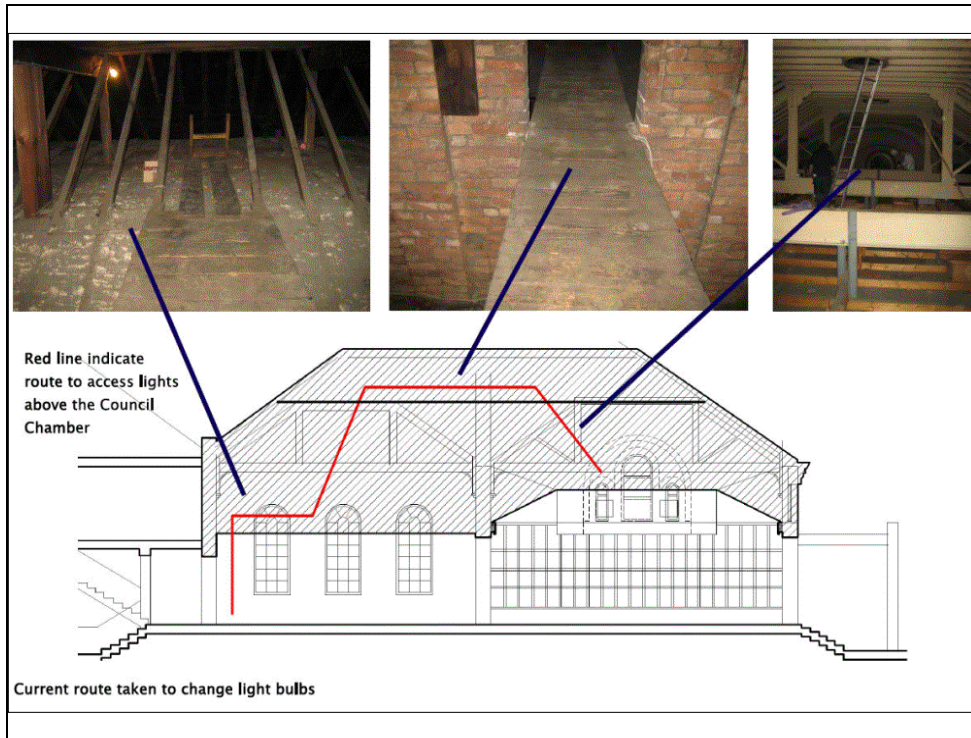 Red line indicate
route to access lights
above the Council
Chamber
Current route taken to change light bulbs